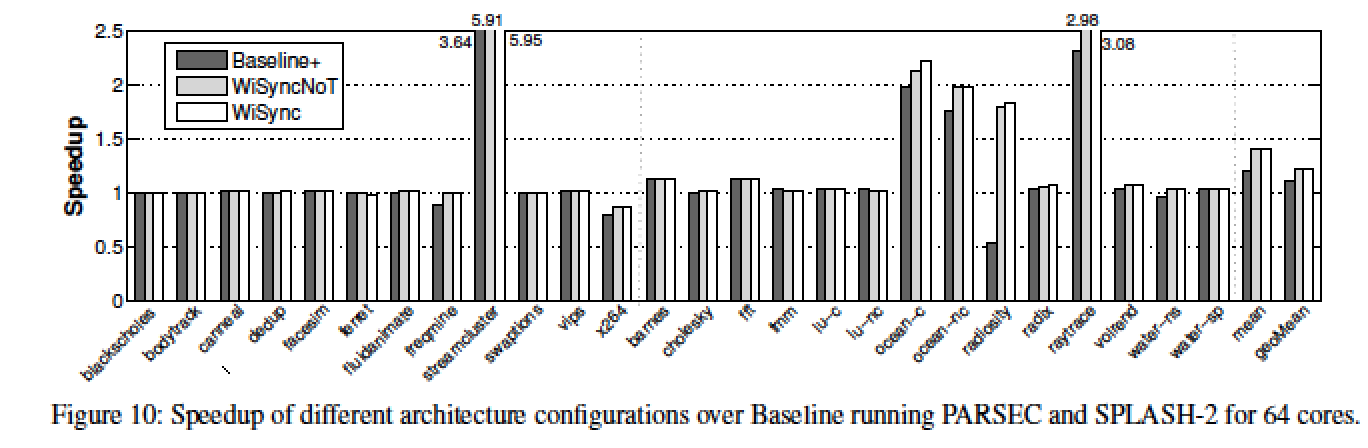 5.91 2.98
2.5
3.64 5.95 3.08
Baseline+
2
WiSyncNoT
WiSync
1.5
Speedup
1
0.5
0
blackscholes bodytrack canneal dedup facesim ferret fluidanimate freqmine streamcluster swaptions vips x264 barnes cholesky fft fmm lu-c lu-nc ocean-c ocean-nc radiosity radix raytrace volrend water-ns water-sp mean geoMean
Figure 10: Speedup of different architecture configurations over Baseline running PARSEC and SPLASH-2 for 64 cores.